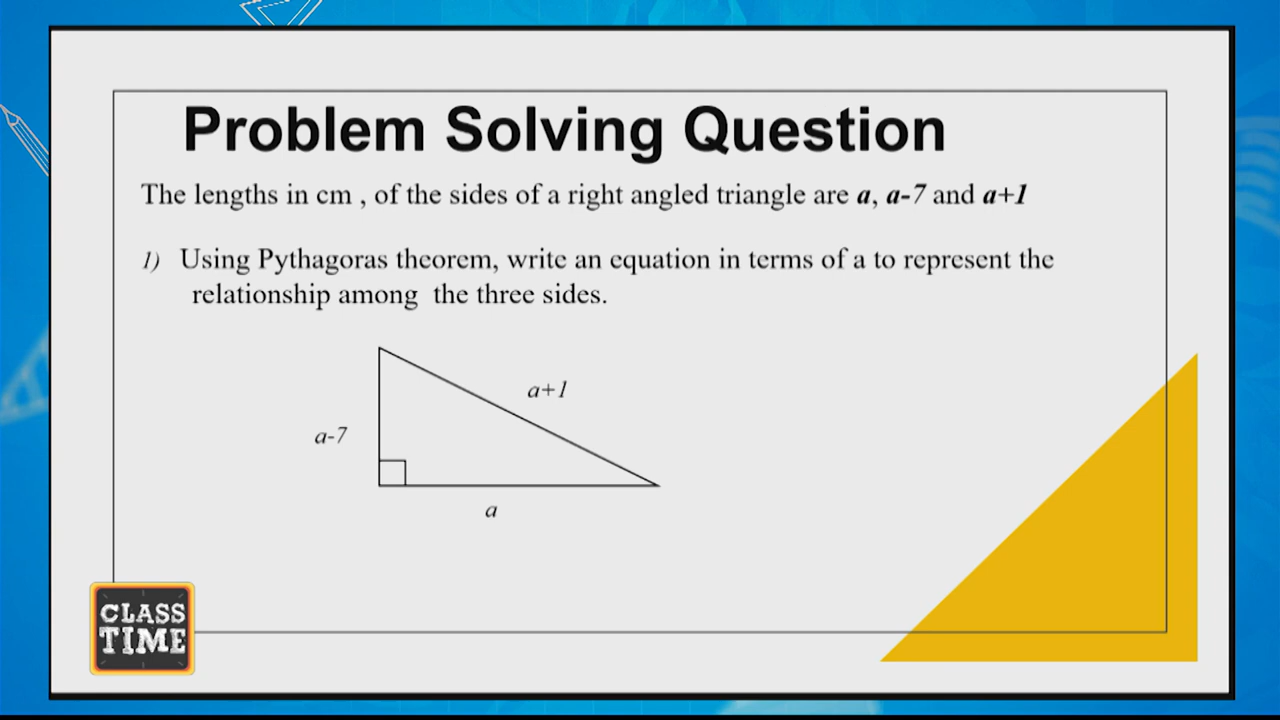 Problem Solving Question
The lengths in cm , of the sides of a right angled triangle are a, a-7 and a+1
1) Using Pythagoras theorem, write an equation in terms of a to represent the
relationship among the three sides.
a+1
a-7
a
CLASS
TIME